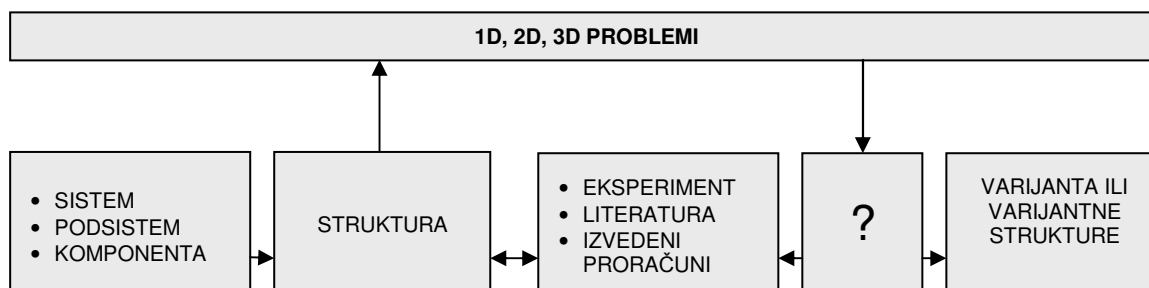 1D, 2D, 3D PROBLEMI
• SISTEM
• PODSISTEM
• KOMPONENTA
STRUKTURA
• EKSPERIMENT
• LITERATURA
• IZVEDENI
PRORAČUNI
?
VARIJANTA ILI
VARIJANTNE
STRUKTURE